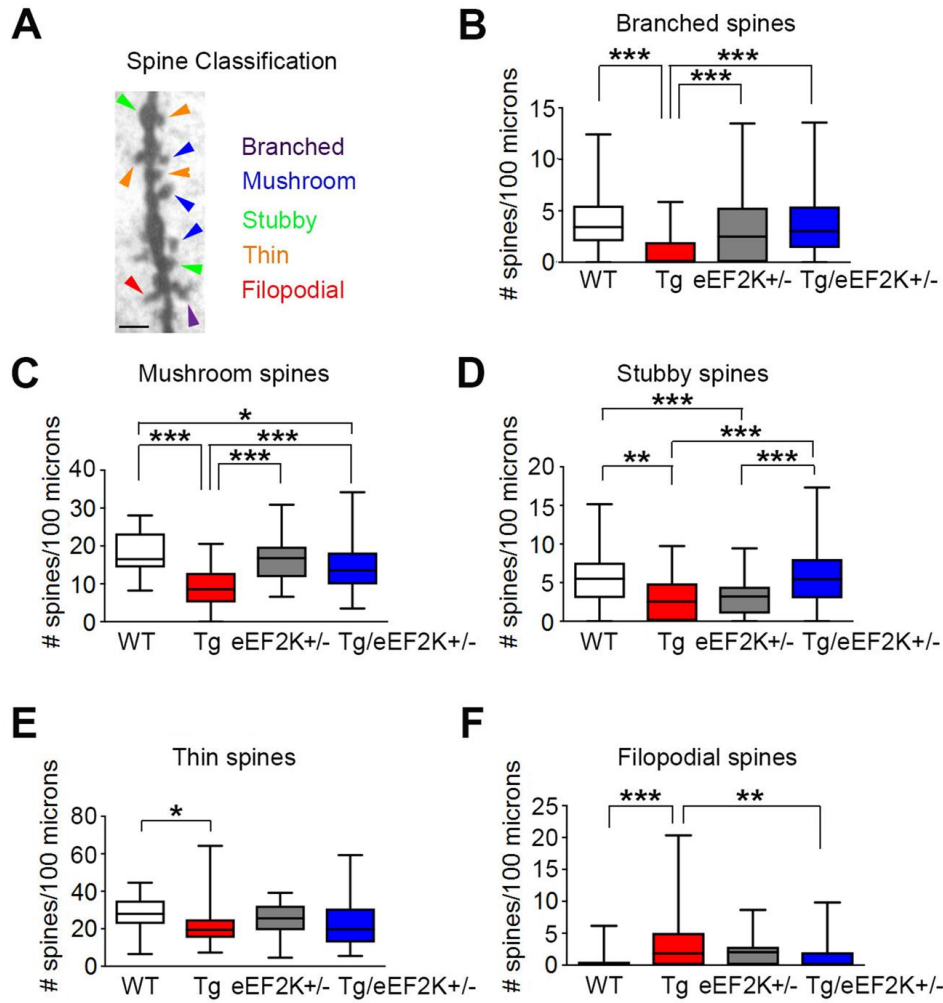 A
Spine Classification
Branched
Mushroom
Stubby
Thin
Filopodial
B
Branched spines
*** ***
***
# spines/100 microns
15
10
5
0
WT Tg eEF2K+/- Tg/eEF2K+/-
C
Mushroom spines
*
*** ***
***
# spines/100 microns
40
30
20
10
0
WT Tg eEF2K+/- Tg/eEF2K+/-
D
Stubby spines
***
***
** ***
# spines/100 microns
20
15
10
5
0
WT Tg eEF2K+/- Tg/eEF2K+/-
E
Thin spines
*
# spines/100 microns
80
60
40
20
0
WT Tg eEF2K+/- Tg/eEF2K+/-
F
Filopodial spines
*** **
# spines/100 microns
25
20
15
10
5
0
WT Tg eEF2K+/- Tg/eEF2K+/-